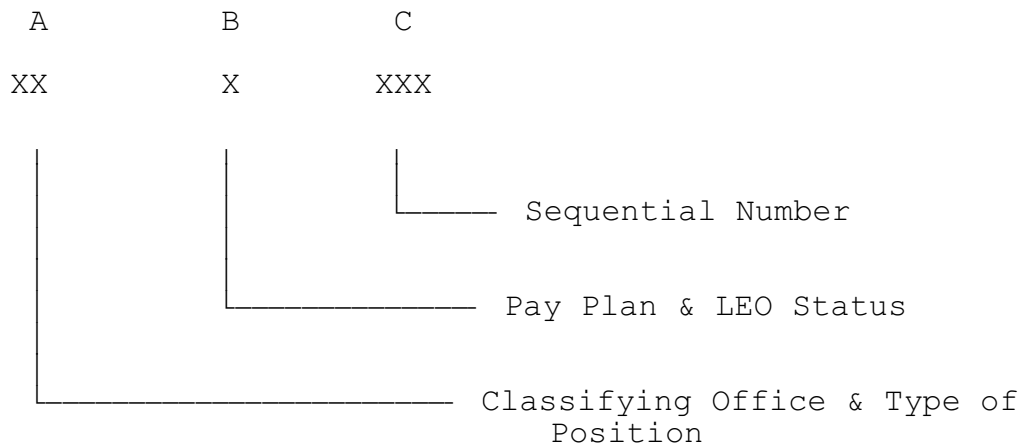 A B C
XX X XXX
Sequential Number
Pay Plan & LEO Status
Classifying Office & Type of
Position